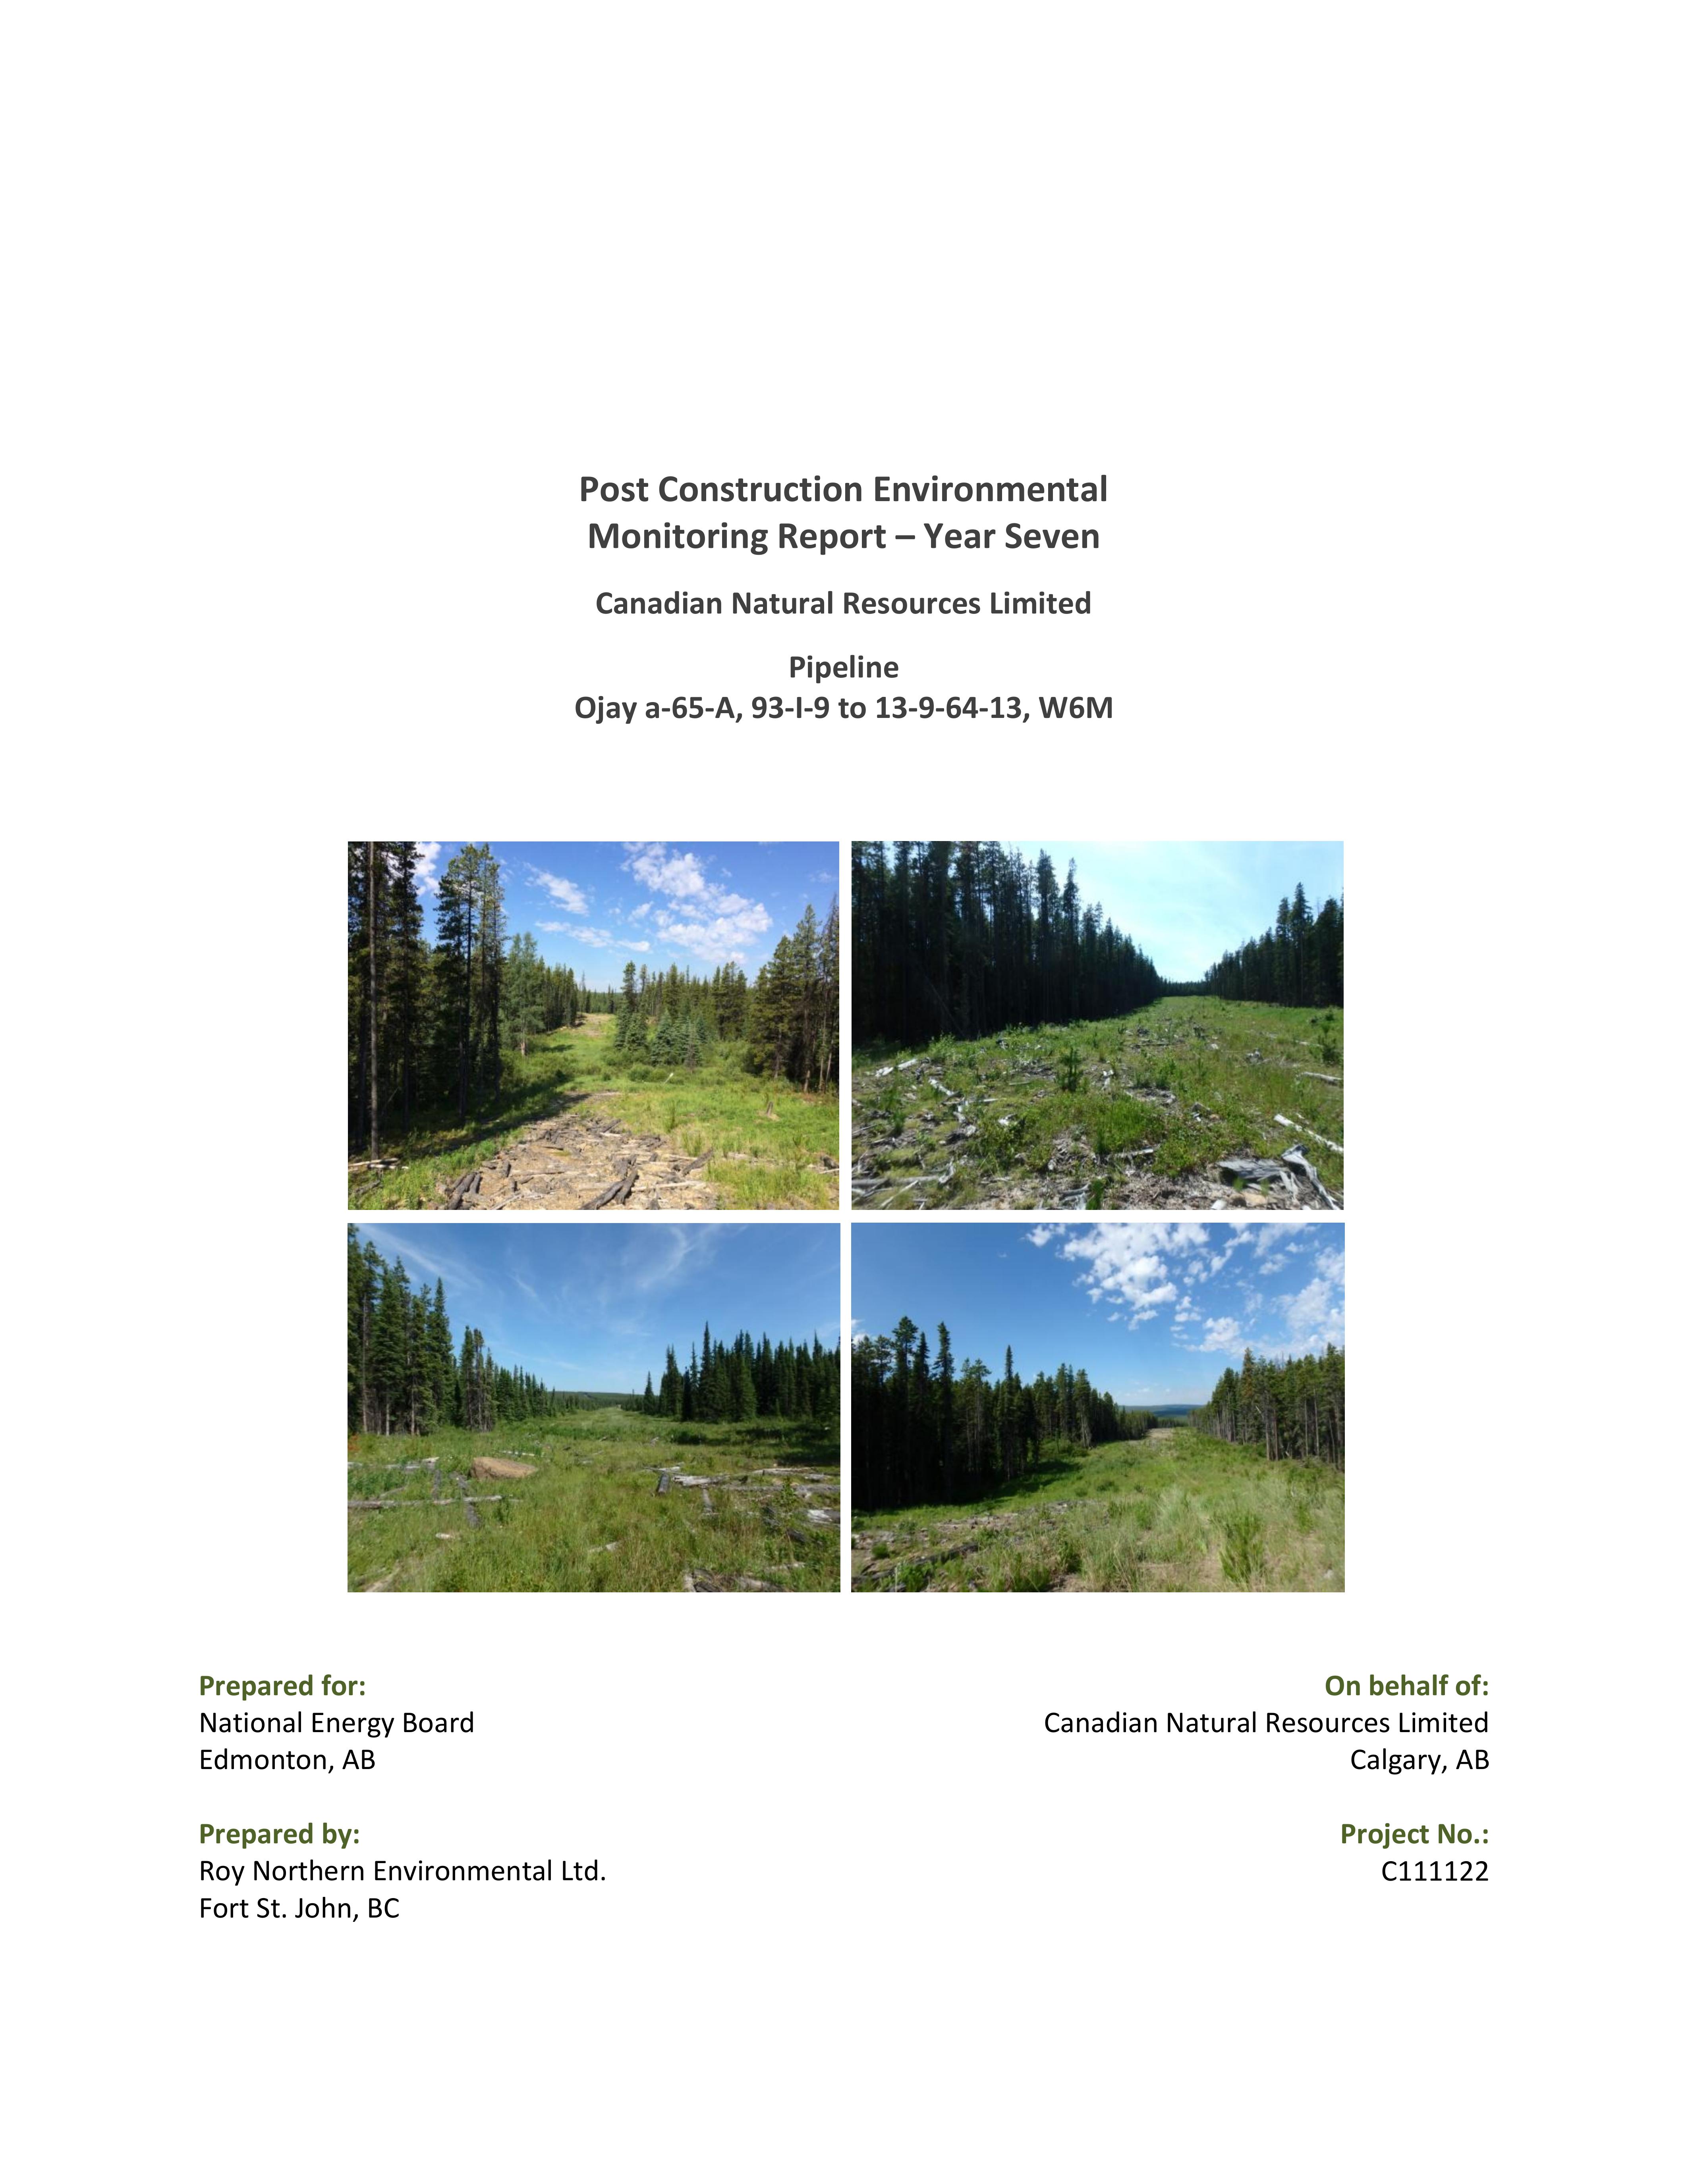 Post Construction Environmental
Monitoring Report – Year Seven
Canadian Natural Resources Limited
Pipeline
Ojay a-65-A, 93-I-9 to 13-9-64-13, W6M
Prepared for:
National Energy Board
Edmonton, AB
On behalf of:
Canadian Natural Resources Limited
Calgary, AB
Prepared by:
Roy Northern Environmental Ltd.
Fort St. John, BC
Project No.:
C111122